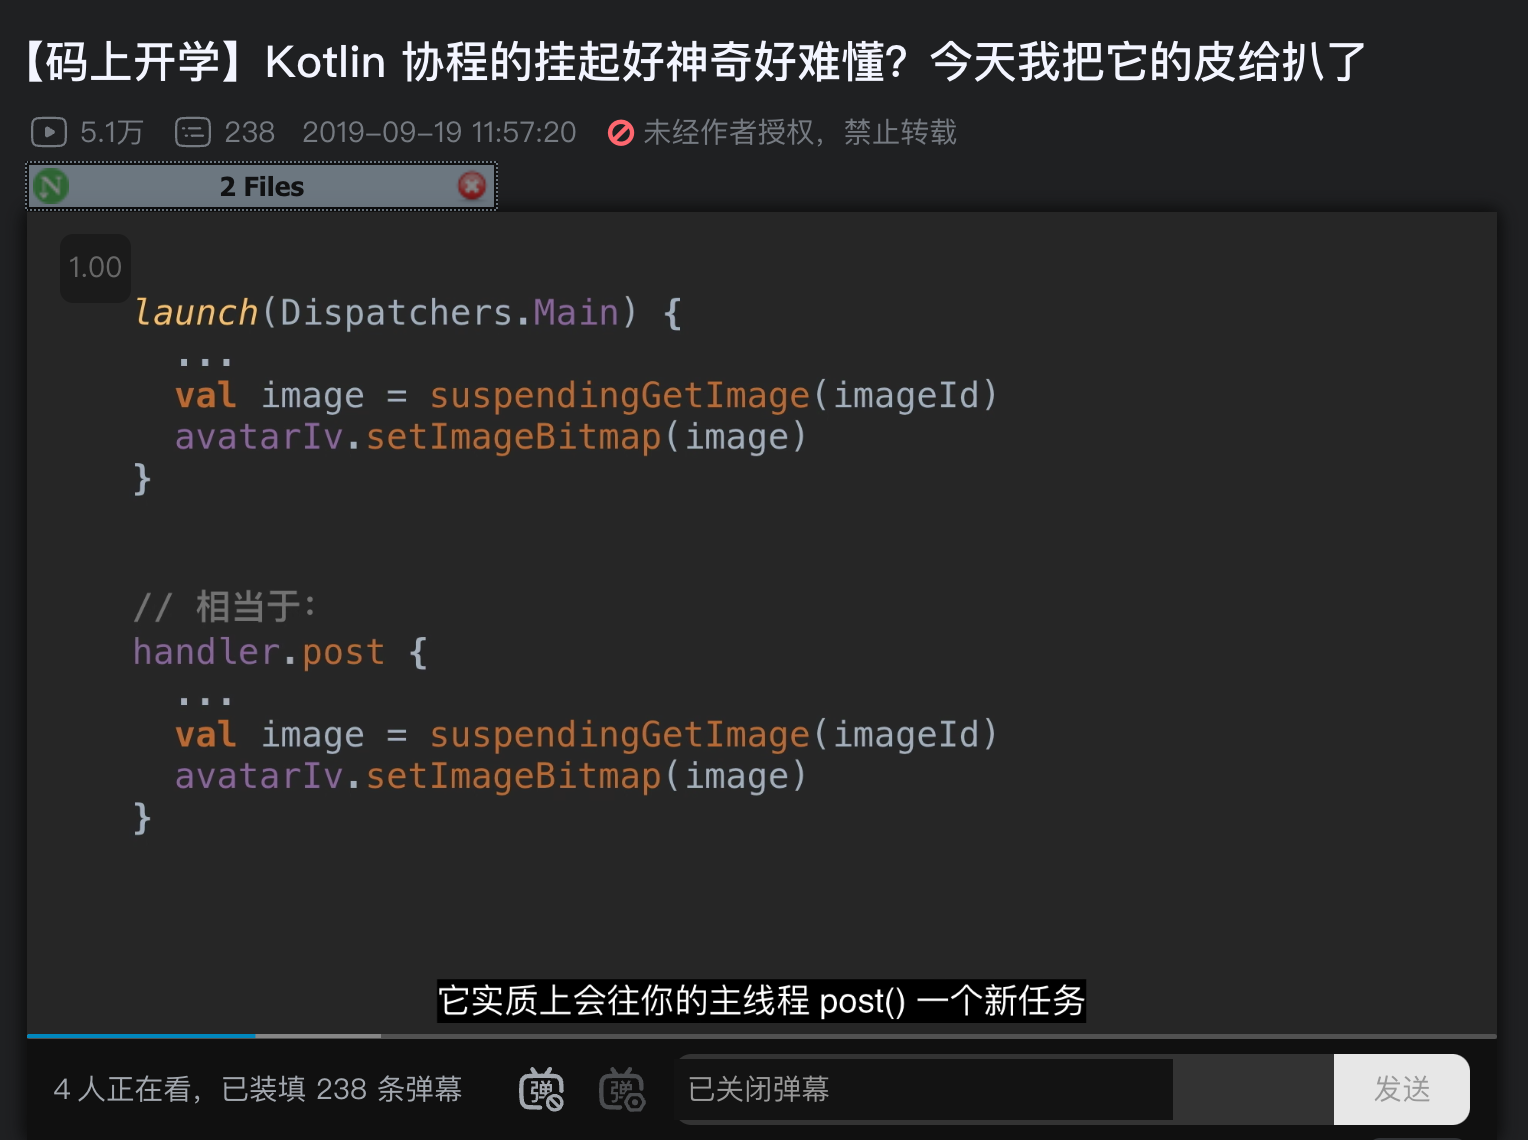 【码上开学】Kotlin 协程的挂起好神奇好难懂？今天我把它的皮给扒了
5.1万 238 2019-09-19 11:57:20 未经作者授权，禁止转载
N 2 Files
1.00
launch(Dispatchers.Main) {
...
val image = suspendingGetImage(imageId)
avatarIv.setImageBitmap(image)
}
// 相当于：
handler.post {
...
val image = suspendingGetImage(imageId)
avatarIv.setImageBitmap(image)
}
它实质上会往你的主线程 post() 一个新任务
4 人正在看，已装填 238 条弹幕 弹 弹 已关闭弹幕 发送